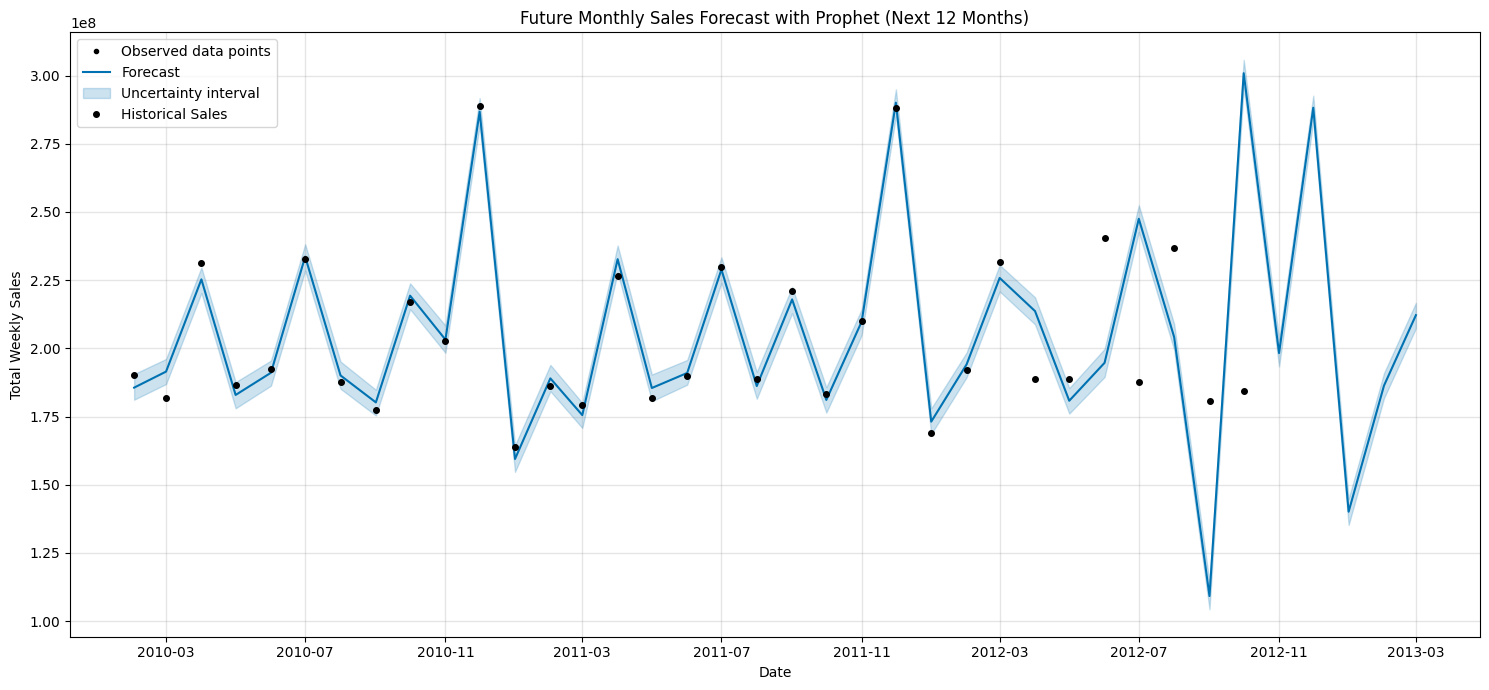 Future Monthly Sales Forecast with Prophet (Next 12 Months)
1e8
Observed data points
Forecast
Uncertainty interval
Historical Sales
3.00
2.75
2.50
2.25
2.00
1.75
1.50
1.25
1.00
Total Weekly Sales
2010-03
2010-07
2010-11
2011-03
2011-07
2011-11
2012-03
2012-07
2012-11
2013-03
Date